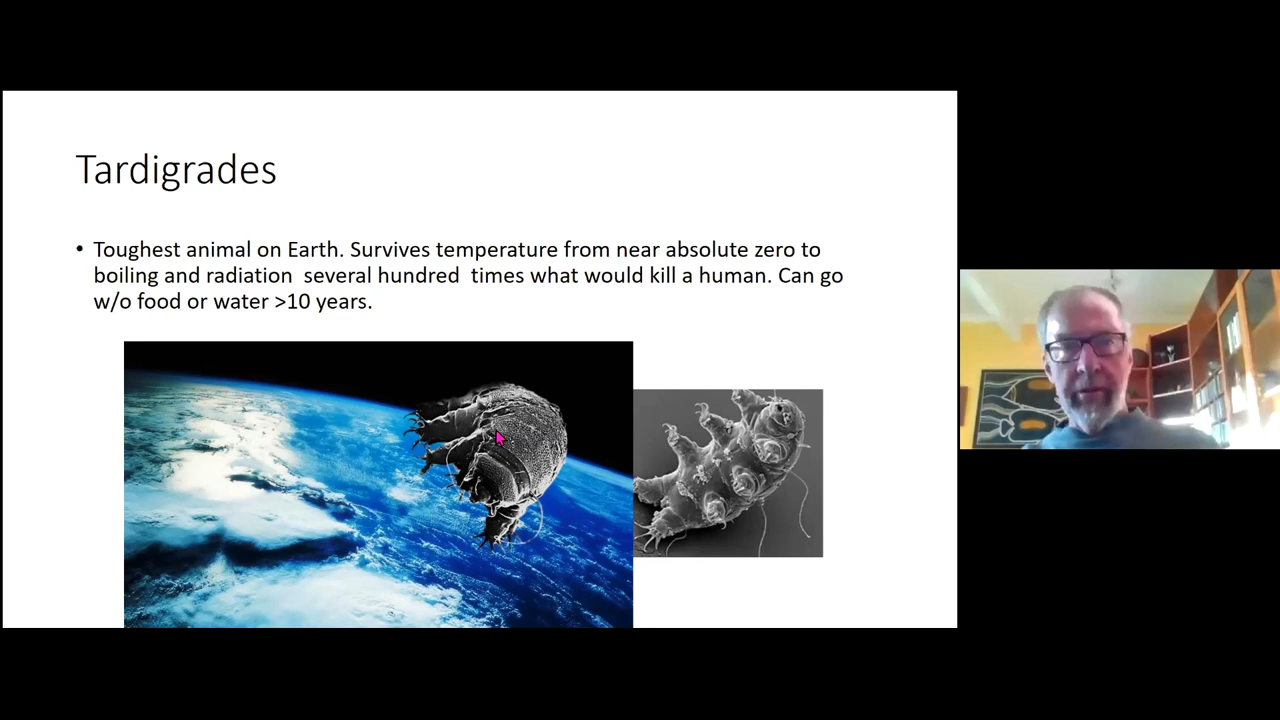 Tardigrades
• Toughest animal on Earth. Survives temperature from near absolute zero to
boiling and radiation  several hundred  times what would kill a human. Can go
w/o food or water >10 years.